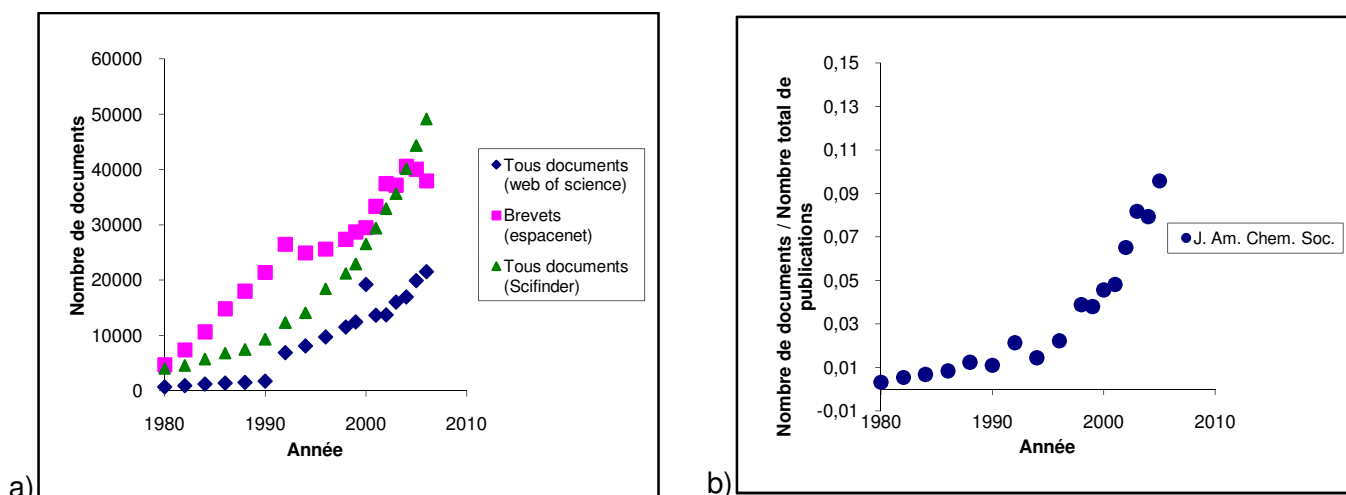 60000
50000
40000
30000
20000
10000
0
1980
1990
2000
2010
Année
Nombre de documents
Tous documents
(web of science)
Brevets
(espacenet)
Tous documents
(Scifinder)
a)
0,15
0,13
0,11
0,09
0,07
0,05
0,03
0,01
-0,01
1980
1990
2000
2010
Année
Nombre de documents / Nombre total de
publications
J. Am. Chem. Soc.
b)